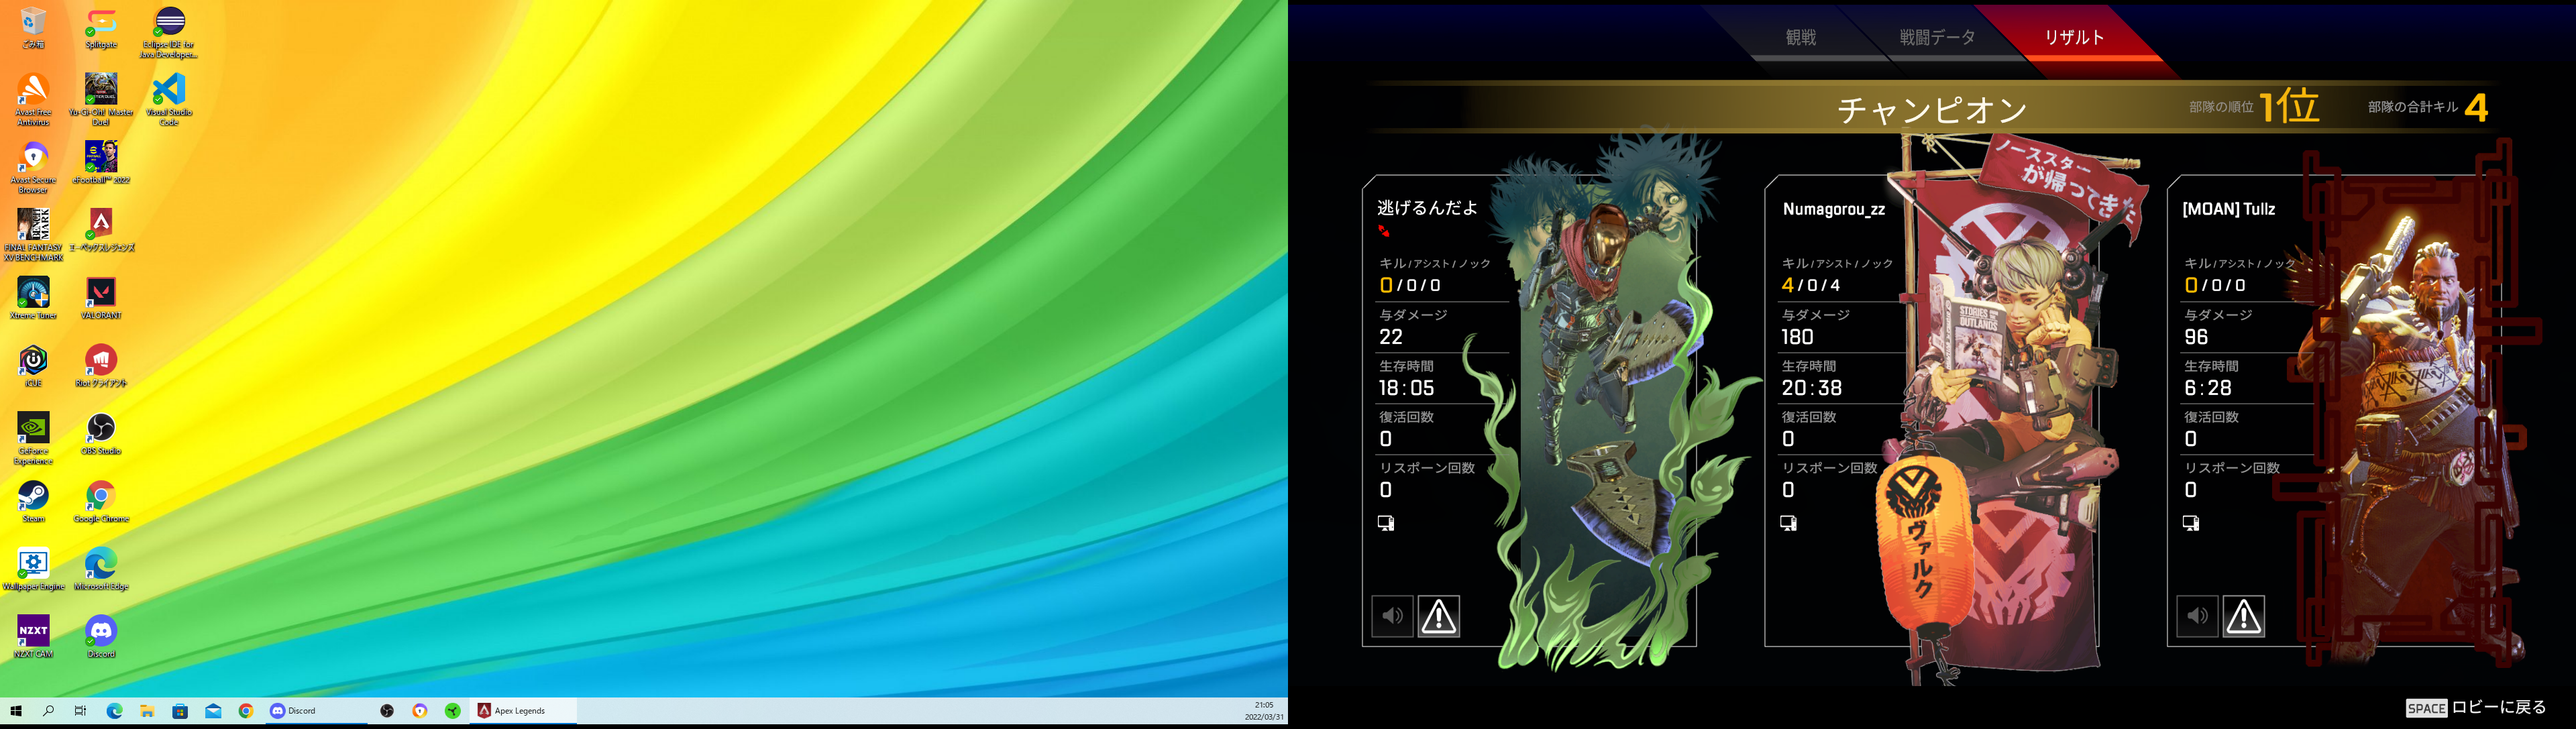 ごみ箱
Splitgate
Eclipse IDE for
Java Developer...
Avast Free
Antivirus
Yu-Gi-Oh! Master
Duel
Visual Studio
Code
Avast Secure
Browser
eFootball™ 2022
FINAL FANTASY
XV BENCHMARK
エーペックスレジェンズ
Xtreme Tuner
VALORANT
iCUE
Riot クライアント
GeForce
Experience
OBS Studio
Steam
Google Chrome
Wallpaper Engine
Microsoft Edge
NZXT
NZXT CAM
Discord
Discord
Apex Legends
21:05
2022/03/31
観戦
戦闘データ
リザルト
チャンピオン
部隊の順位 1位
部隊の合計キル 4
逃げるんだよ
キル / アシスト / ノック
0 / 0 / 0
与ダメージ
22
生存時間
18:05
復活回数
0
リスポーン回数
0
Numagorou_zz
キル / アシスト / ノック
4 / 0 / 4
与ダメージ
180
生存時間
20:38
復活回数
0
リスポーン回数
0
ノーススター
が帰ってきた
STORIES
OUTLANDS
ヴァルク
[MOAN] Tullz
キル / アシスト / ノック
0 / 0 / 0
与ダメージ
96
生存時間
6:28
復活回数
0
リスポーン回数
0
SPACE ロビーに戻る